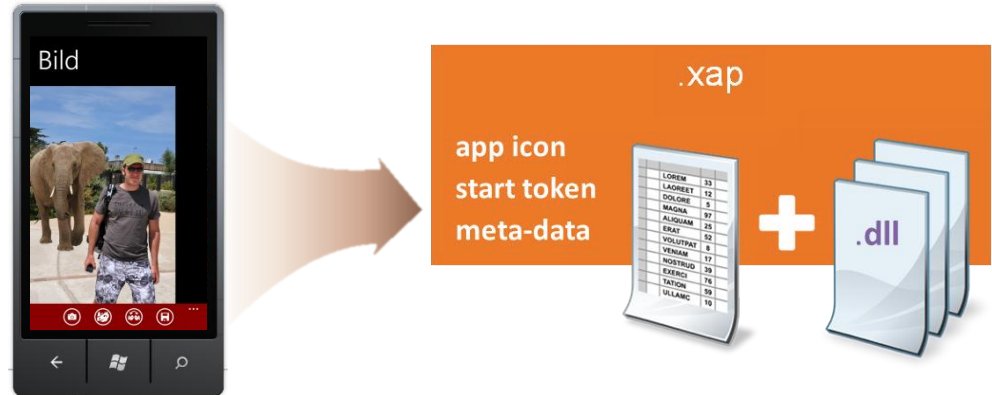 Bild
.xap
app icon
start token
meta-data
LOREM 33
LAOREET 12
DOLORE 5
MAGNA 97
ALIQUAM 25
ERAT 52
VOLUTPAT 8
VENIAM 17
NOSTRUD 39
EXERCI 76
TATION 59
ULLAMC 10
.dll